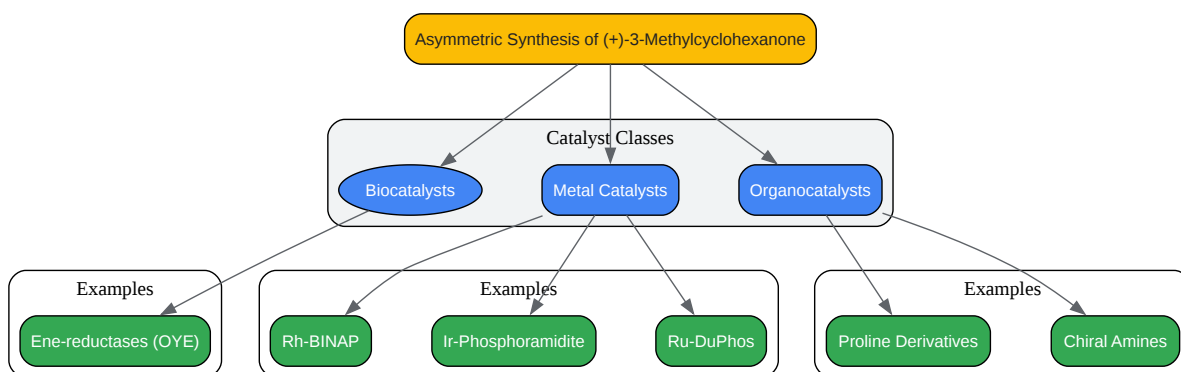 Asymmetric Synthesis of (+)-3-Methylcyclohexanone
Catalyst Classes
Biocatalysts
Metal Catalysts
Organocatalysts
Examples
Examples
Examples
Ene-reductases (OYE)
Rh-BINAP
Ir-Phosphoramidite
Ru-DuPhos
Proline Derivatives
Chiral Amines